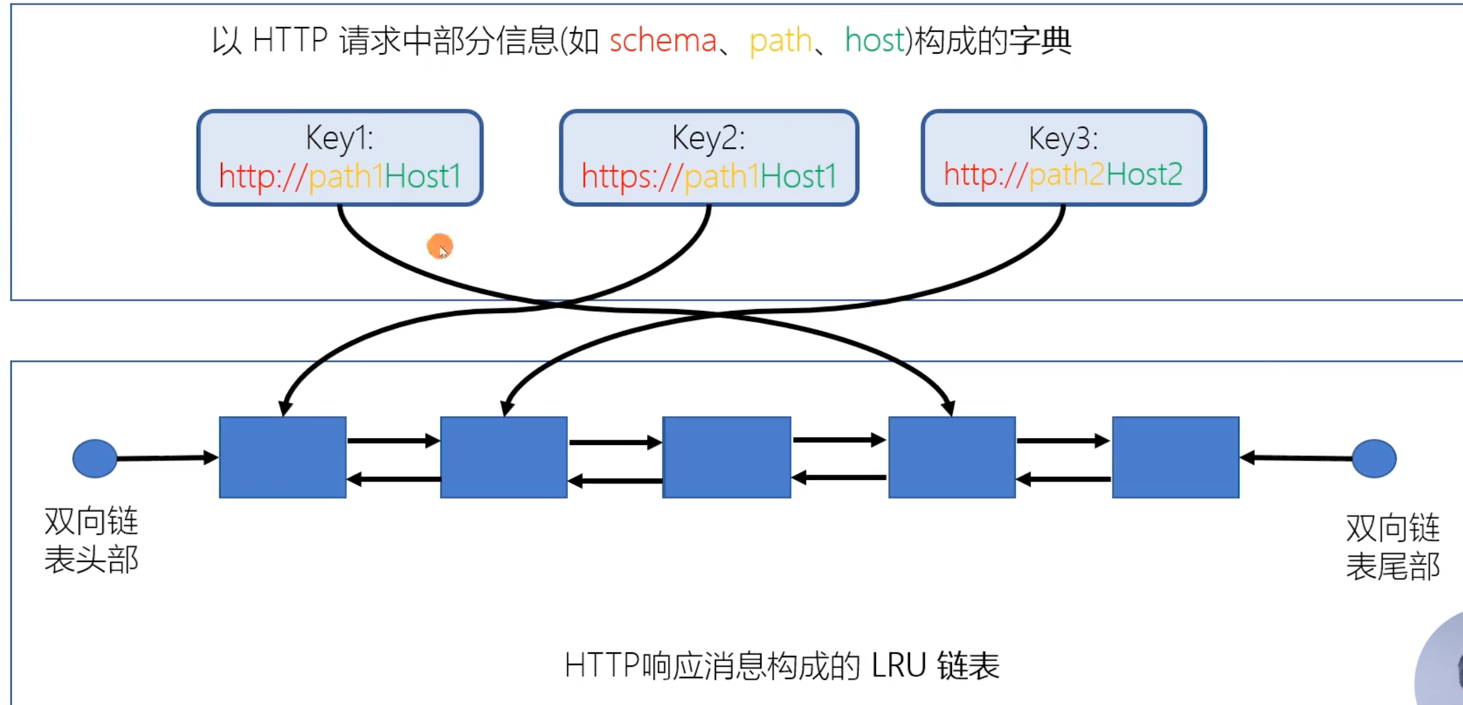 以 HTTP 请求中部分信息(如 schema、path、host)构成的字典
Key1:
http://path1Host1
Key2:
https://path1Host1
Key3:
http://path2Host2
双向链
表头部
双向链
表尾部
HTTP响应消息构成的 LRU 链表